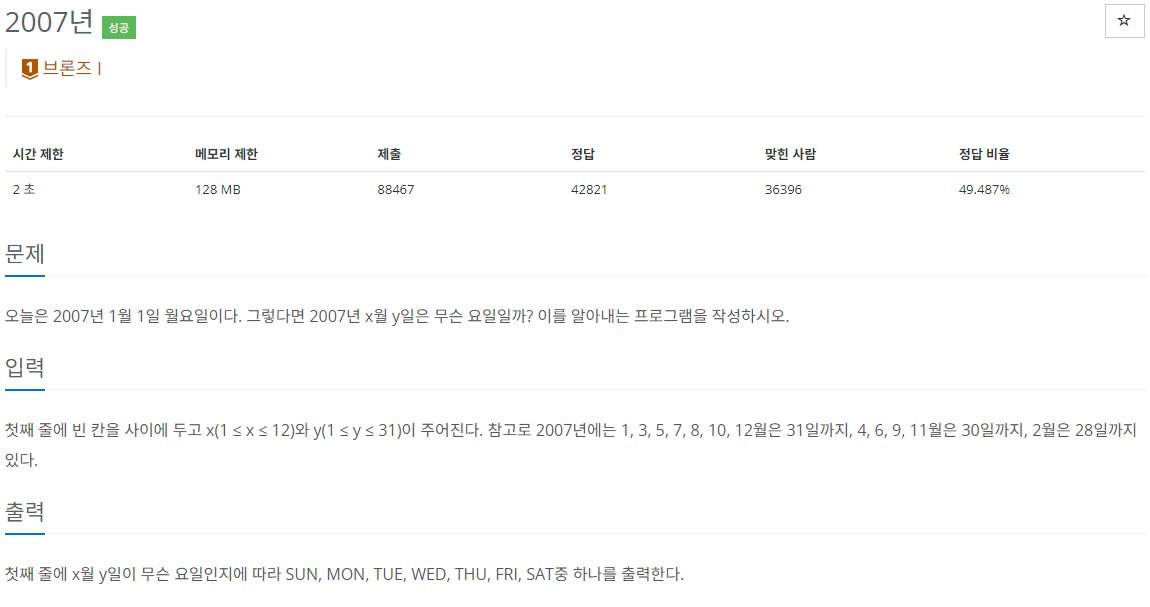 2007년 성공
☆
1 브론즈 I
시간 제한 메모리 제한 제출 정답 맞힌 사람 정답 비율
2 초 128 MB 88467 42821 36396 49.487%
문제
오늘은 2007년 1월 1일 월요일이다. 그렇다면 2007년 x월 y일은 무슨 요일일까? 이를 알아내는 프로그램을 작성하시오.
입력
첫째 줄에 빈 칸을 사이에 두고 x(1 ≤ x ≤ 12)와 y(1 ≤ y ≤ 31)이 주어진다. 참고로 2007년에는 1, 3, 5, 7, 8, 10, 12월은 31일까지, 4, 6, 9, 11월은 30일까지, 2월은 28일까지
있다.
출력
첫째 줄에 x월 y일이 무슨 요일인지에 따라 SUN, MON, TUE, WED, THU, FRI, SAT중 하나를 출력한다.